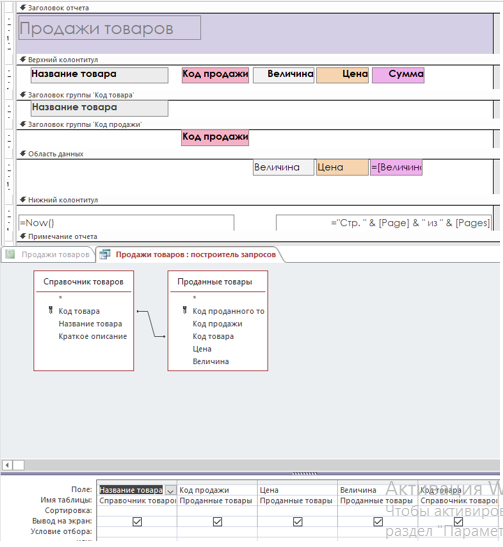 Заголовок отчета
Продажи товаров
Верхний колонтитул
Название товара Код продажи Величина Цена Сумма
Заголовок группы 'Код товара'
Название товара
Заголовок группы 'Код продажи'
Код продажи
Область данных
Величина Цена =[Величин
Нижний колонтитул
=Now() ="Стр. " & [Page] & " из " & [Pages]
Примечание отчета
Продажи товаров Продажи товаров : построитель запросов
Справочник товаров
*
Код товара
Название товара
Краткое описание
Проданные товары
*
Код проданного то
Код продажи
Код товара
Цена
Величина
Поле: Название товара Код продажи Цена Величина Код товара
Имя таблицы: Справочник товаров Проданные товары Проданные товары Проданные товары Справочник товаров
Сортировка:
Вывод на экран:
Условие отбора:
или:
Активация W
Чтобы активиров
раздел "Парамет